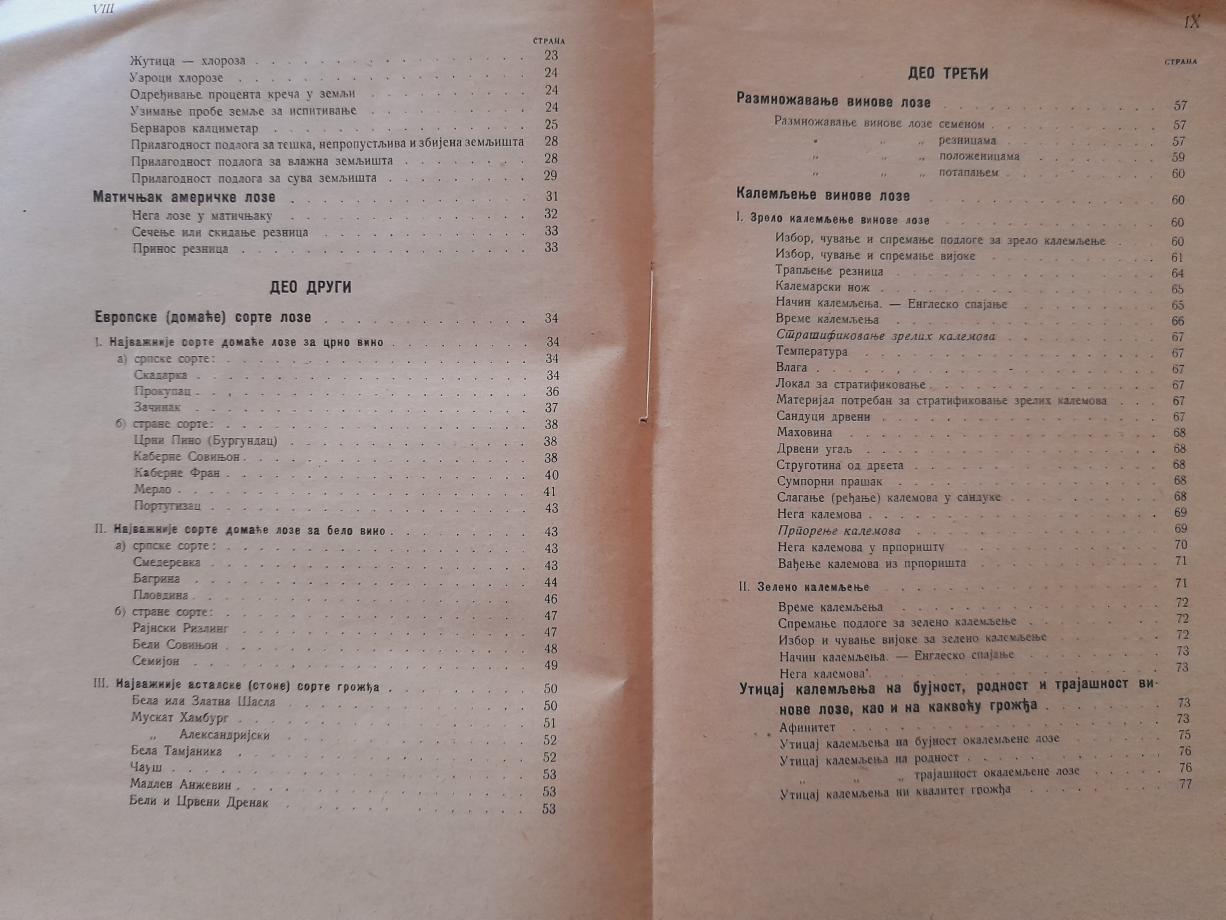 VIII
СТРАНА
Жутица — хлороза . . . 23
Узроци хлорозе . . . 24
Одређивање процента креча у земљи . . . 24
Узимање пробе земље за испитивање . . . 24
Бернаров калциметар . . . 25
Прилагодност подлога за тешка, непропустљива и збијена земљишта 28
Прилагодност подлога за влажна земљишта . . . 28
Прилагодност подлога за сува земљишта . . . 29
Матичњак америчке лозе . . . 31
Нега лозе у матичњаку . . . 32
Сечење или скидање резница . . . 33
Принос резница . . . 33
ДЕО ДРУГИ
Европске (домаће) сорте лозе . . . 34
I. Најважније сорте домаће лозе за црно вино . . . 34
а) српске сорте: . . . 34
Скадарка . . . 34
Прокупац . . . 36
Зачинак . . . 37
б) стране сорте: . . . 38
Црни Пино (Бургундац) . . . 38
Каберне Совињон . . . 38
Каберне Фран . . . 40
Мерло . . . 41
Португизац . . . 43
II. Најважније сорте домаће лозе за бело вино . . . 43
а) српске сорте: . . . 43
Смедеревка . . . 43
Багрина . . . 44
Пловдина . . . 46
б) стране сорте: . . . 47
Рајнски Ризлинг . . . 47
Бели Совињон . . . 48
Семијон . . . 49
III. Најважније асталске (стоне) сорте грожђа . . . 50
Бела или Златна Шасла . . . 50
Мускат Хамбург . . . 51
„ Александријски . . . 52
Бела Тамјаника . . . 52
Чауш . . . 53
Мадлен Анжевин . . . 53
Бели и Црвени Дренак . . . 53
IX
СТРАНА
ДЕО ТРЕЋИ
Размножавање винове лозе . . . 57
Размножавање винове лозе семеном . . . 57
„ „ „ резницама . . . 57
„ „ „ положеницама . . . 59
„ „ „ потапањем . . . 60
Калемљење винове лозе . . . 60
I. Зрело калемљење винове лозе . . . 60
Избор, чување и спремање подлоге за зрело калемљење . . . 60
Избор, чување и спремање вијоке . . . 61
Трапљење резница . . . 64
Калемарски нож . . . 65
Начин калемљења. — Енглеско спајање . . . 65
Време калемљења . . . 66
Стратификовање зрелих калемова . . . 67
Температура . . . 67
Влага . . . 67
Локал за стратификовање . . . 67
Материјал потребан за стратификовање зрелих калемова . . . 67
Сандуци дрвени . . . 67
Маховина . . . 68
Дрвени угаљ . . . 68
Струготина од дрвета . . . 68
Сумпорни прашак . . . 68
Слагање (ређање) калемова у сандуке . . . 68
Нега калемова . . . 69
Прпорење калемова . . . 69
Нега калемова у прпоришту . . . 70
Вађење калемова из прпоришта . . . 71
II. Зелено калемљење . . . 71
Време калемљења . . . 72
Спремање подлоге за зелено калемљење . . . 72
Избор и чување вијоке за зелено калемљење . . . 72
Начин калемљења. — Енглеско спајање . . . 73
Нега калемова . . . 73
Утицај калемљења на бујност, родност и трајашност ви-
нове лозе, као и на каквоћу грожђа . . . 73
Афинитет . . . 73
Утицај калемљења на бујност окалемљене лозе . . . 75
Утицај калемљења на родност . . . 76
„ „ „ трајашност окалемљене лозе . . . 76
Утицај калемљења ни квалитет грожђа . . . 77